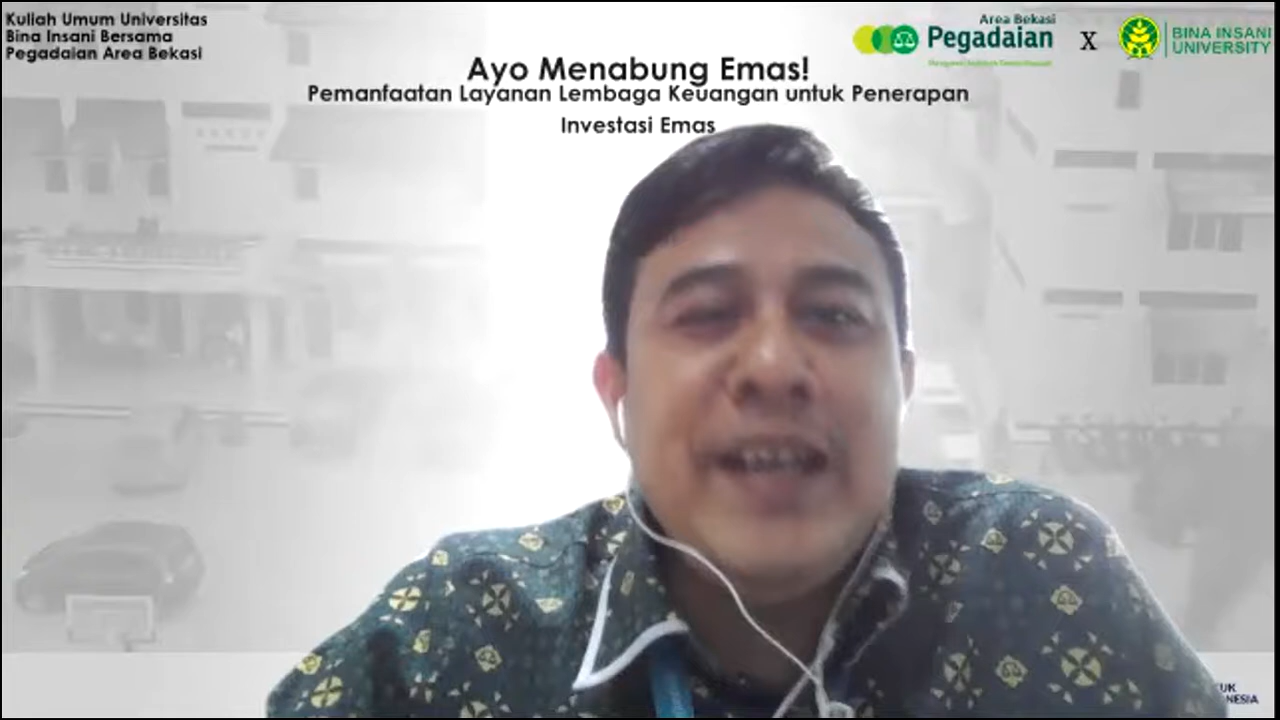 Kuliah Umum Universitas
Bina Insani Bersama
Pegadaian Area Bekasi
Area Bekasi
Pegadaian
X
BINA INSANI
UNIVERSITY
Ayo Menabung Emas!
Pemanfaatan Layanan Lembaga Keuangan untuk Penerapan
Investasi Emas